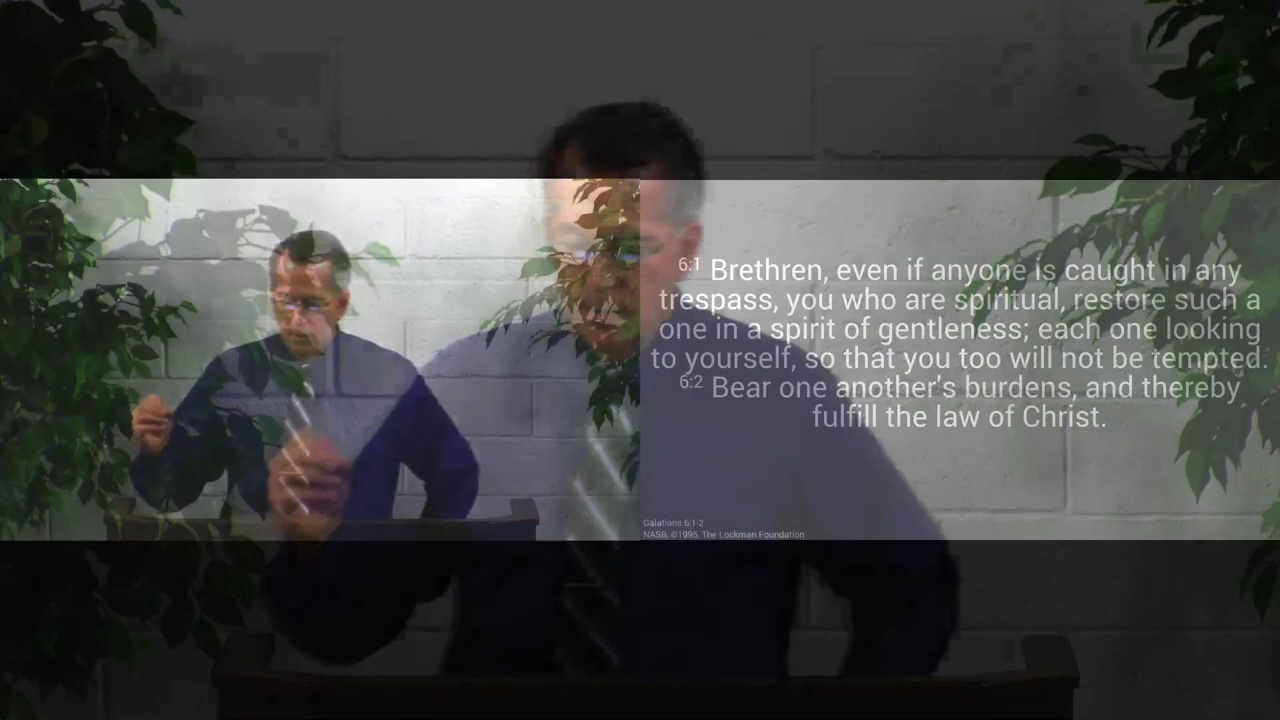 6:1 Brethren, even if anyone is caught in any
trespass, you who are spiritual, restore such a
one in a spirit of gentleness; each one looking
to yourself, so that you too will not be tempted.
6:2 Bear one another's burdens, and thereby
fulfill the law of Christ.
Galatians 6:1-2
NASB, ©1995, The Lockman Foundation